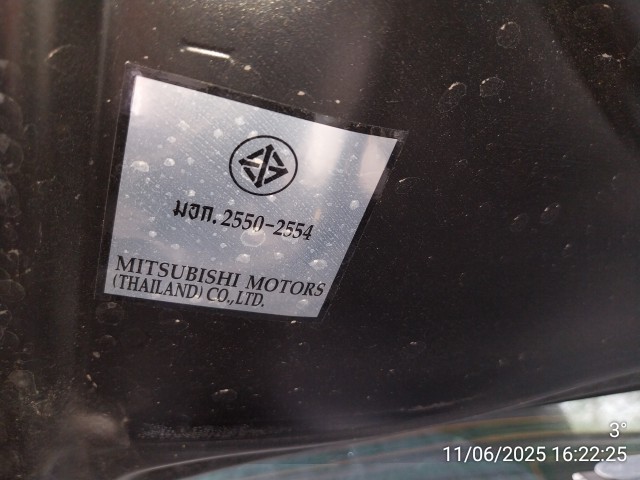 มอก. 2550-2554
MITSUBISHI MOTORS
(THAILAND) CO.,LTD.
3°
11/06/2025 16:22:25